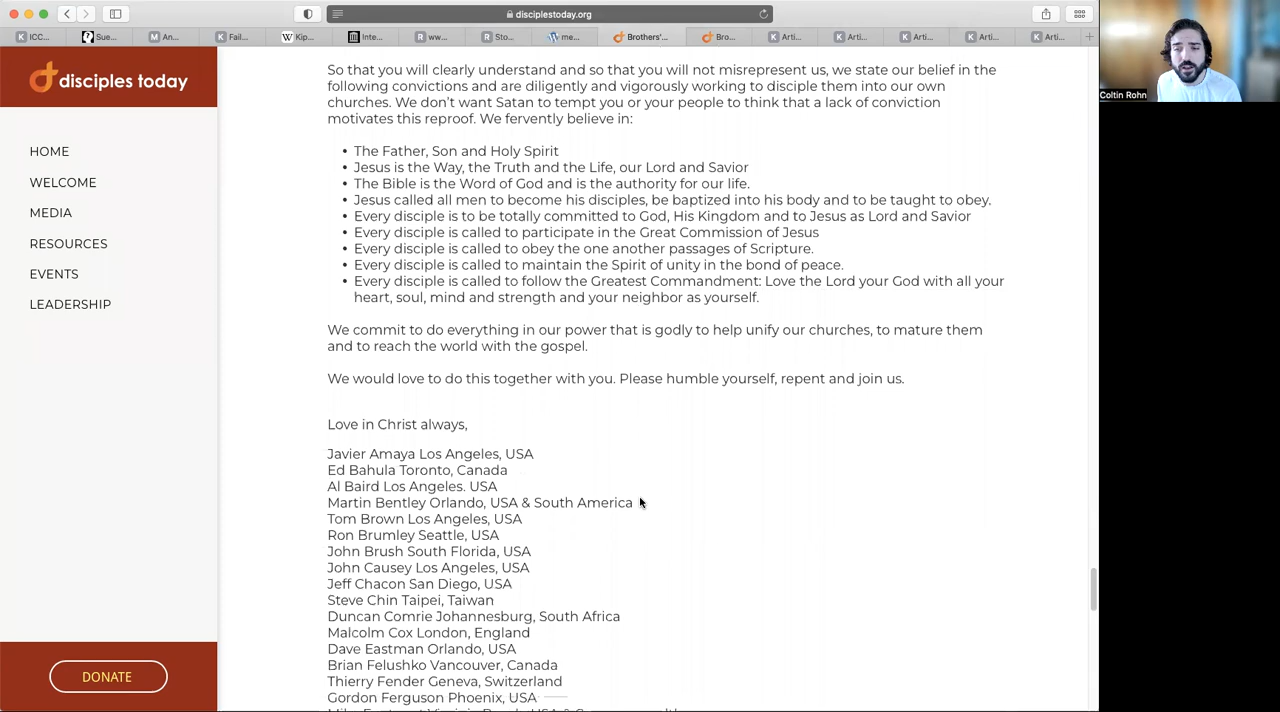 disciplestoday.org
ICC...
Sue...
An...
Fail...
Kip...
Inte...
ww...
Sto...
me...
Brothers'...
Bro...
Arti...
Arti...
Arti...
Arti...
Arti...
disciples today
HOME
WELCOME
MEDIA
RESOURCES
EVENTS
LEADERSHIP
DONATE
So that you will clearly understand and so that you will not misrepresent us, we state our belief in the
following convictions and are diligently and vigorously working to disciple them into our own
churches. We don't want Satan to tempt you or your people to think that a lack of conviction
motivates this reproof. We fervently believe in:
• The Father, Son and Holy Spirit
• Jesus is the Way, the Truth and the Life, our Lord and Savior
• The Bible is the Word of God and is the authority for our life.
• Jesus called all men to become his disciples, be baptized into his body and to be taught to obey.
• Every disciple is to be totally committed to God, His Kingdom and to Jesus as Lord and Savior
• Every disciple is called to participate in the Great Commission of Jesus
• Every disciple is called to obey the one another passages of Scripture.
• Every disciple is called to maintain the Spirit of unity in the bond of peace.
• Every disciple is called to follow the Greatest Commandment: Love the Lord your God with all your
heart, soul, mind and strength and your neighbor as yourself.
We commit to do everything in our power that is godly to help unify our churches, to mature them
and to reach the world with the gospel.
We would love to do this together with you. Please humble yourself, repent and join us.
Love in Christ always,
Javier Amaya Los Angeles, USA
Ed Bahula Toronto, Canada
Al Baird Los Angeles. USA
Martin Bentley Orlando, USA & South America
Tom Brown Los Angeles, USA
Ron Brumley Seattle, USA
John Brush South Florida, USA
John Causey Los Angeles, USA
Jeff Chacon San Diego, USA
Steve Chin Taipei, Taiwan
Duncan Comrie Johannesburg, South Africa
Malcolm Cox London, England
Dave Eastman Orlando, USA
Brian Felushko Vancouver, Canada
Thierry Fender Geneva, Switzerland
Gordon Ferguson Phoenix, USA
Coltin Rohn